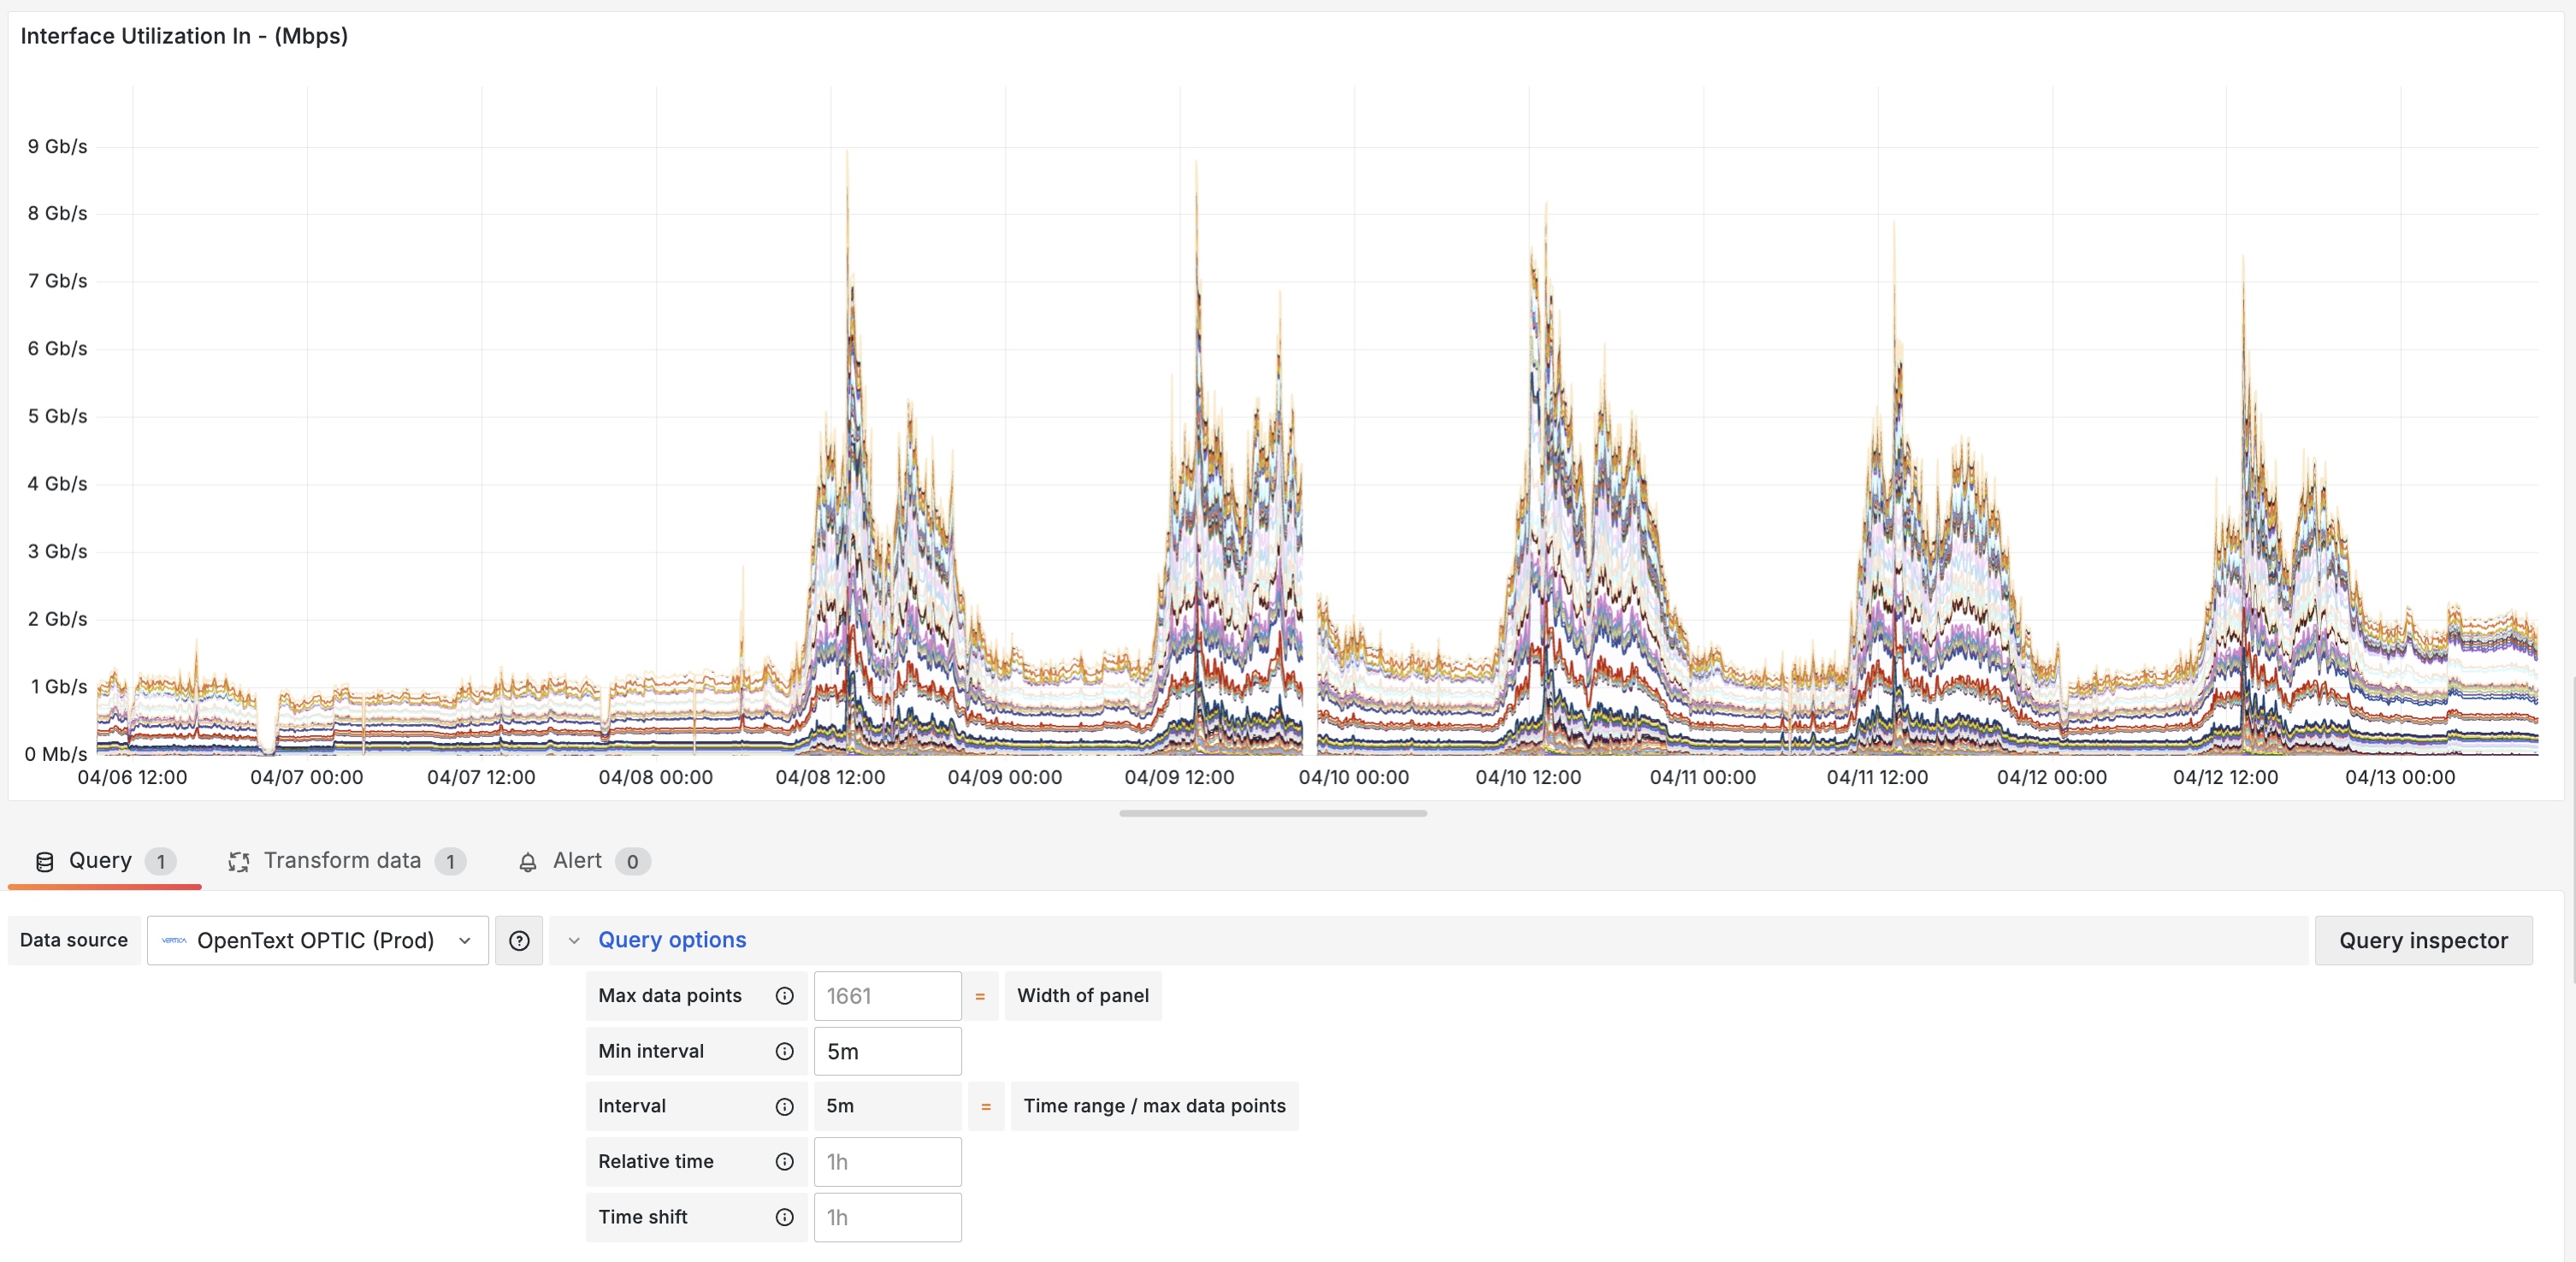 Interface Utilization In - (Mbps)
9 Gb/s
8 Gb/s
7 Gb/s
6 Gb/s
5 Gb/s
4 Gb/s
3 Gb/s
2 Gb/s
1 Gb/s
0 Mb/s
04/06 12:00 04/07 00:00 04/07 12:00 04/08 00:00 04/08 12:00 04/09 00:00 04/09 12:00 04/10 00:00 04/10 12:00 04/11 00:00 04/11 12:00 04/12 00:00 04/12 12:00 04/13 00:00
Query 1 Transform data 1 Alert 0
Data source VERTICA OpenText OPTIC (Prod) Query options Query inspector
Max data points 1661 = Width of panel
Min interval 5m
Interval 5m = Time range / max data points
Relative time 1h
Time shift 1h